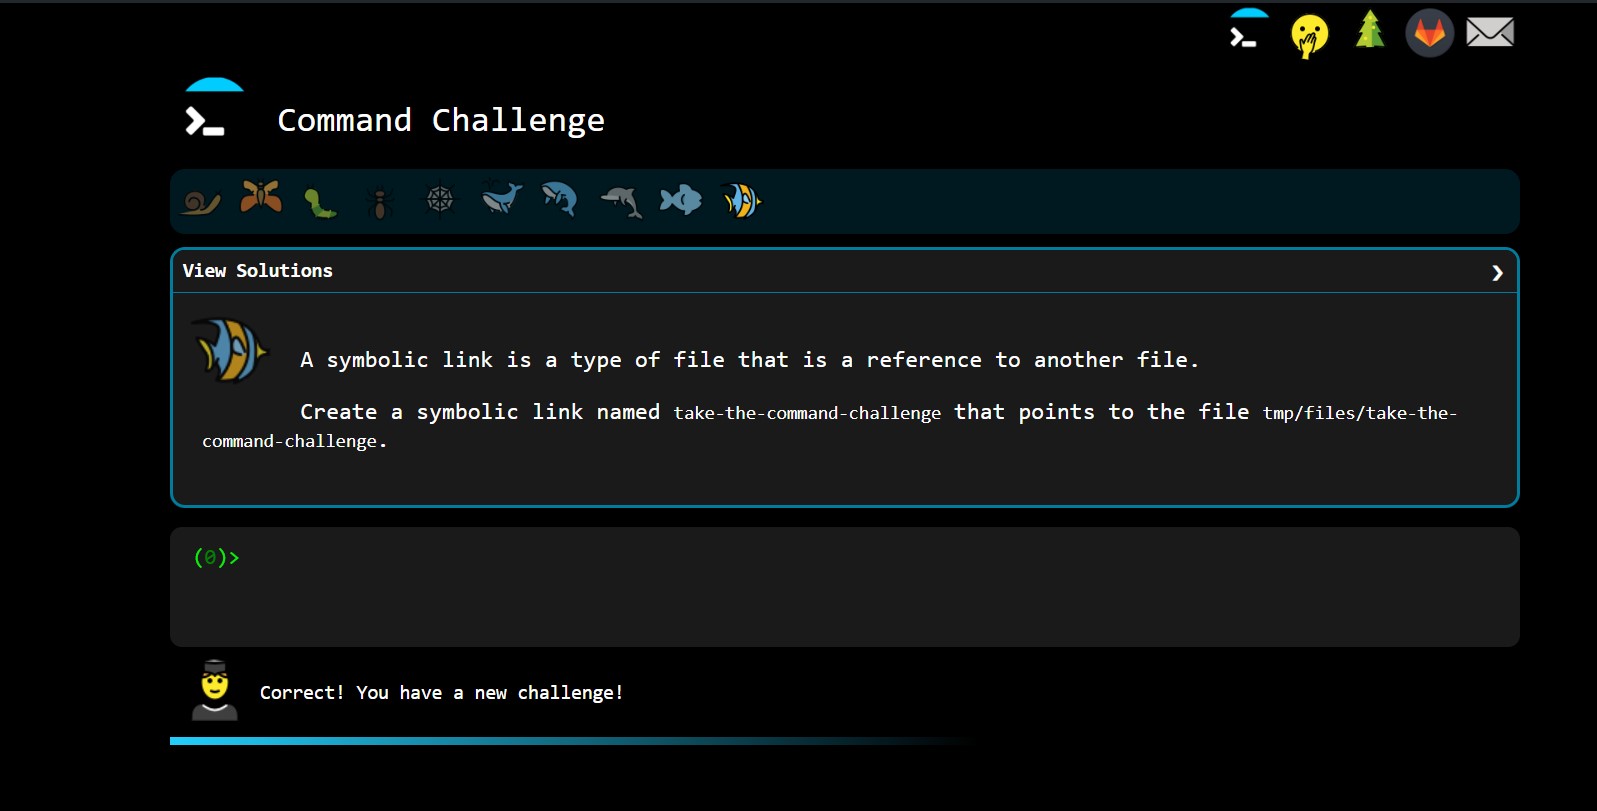 Command Challenge
View Solutions
A symbolic link is a type of file that is a reference to another file.
Create a symbolic link named take-the-command-challenge that points to the file tmp/files/take-the-
command-challenge.
(0)>
Correct! You have a new challenge!